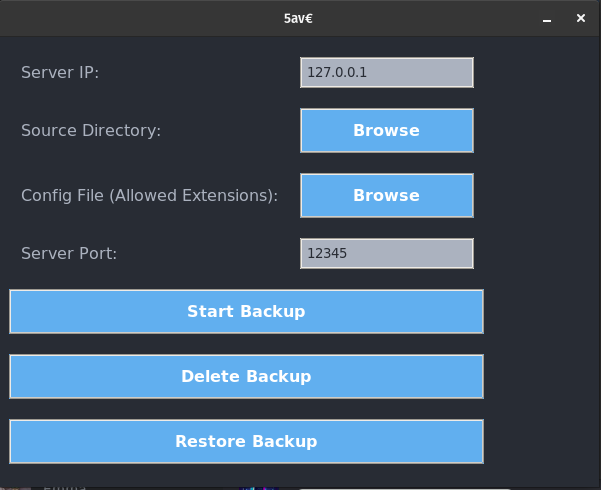 5av€
Server IP:
127.0.0.1
Source Directory:
Browse
Config File (Allowed Extensions):
Browse
Server Port:
12345
Start Backup
Delete Backup
Restore Backup